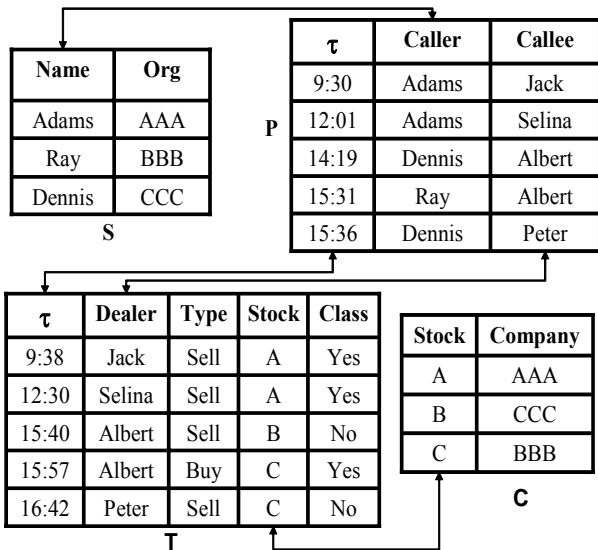 Name Org
Adams AAA
Ray BBB
Dennis CCC
S
P
τ Caller Callee
9:30 Adams Jack
12:01 Adams Selina
14:19 Dennis Albert
15:31 Ray Albert
15:36 Dennis Peter
τ Dealer Type Stock Class
9:38 Jack Sell A Yes
12:30 Selina Sell A Yes
15:40 Albert Sell B No
15:57 Albert Buy C Yes
16:42 Peter Sell C No
T
Stock Company
A AAA
B CCC
C BBB
C